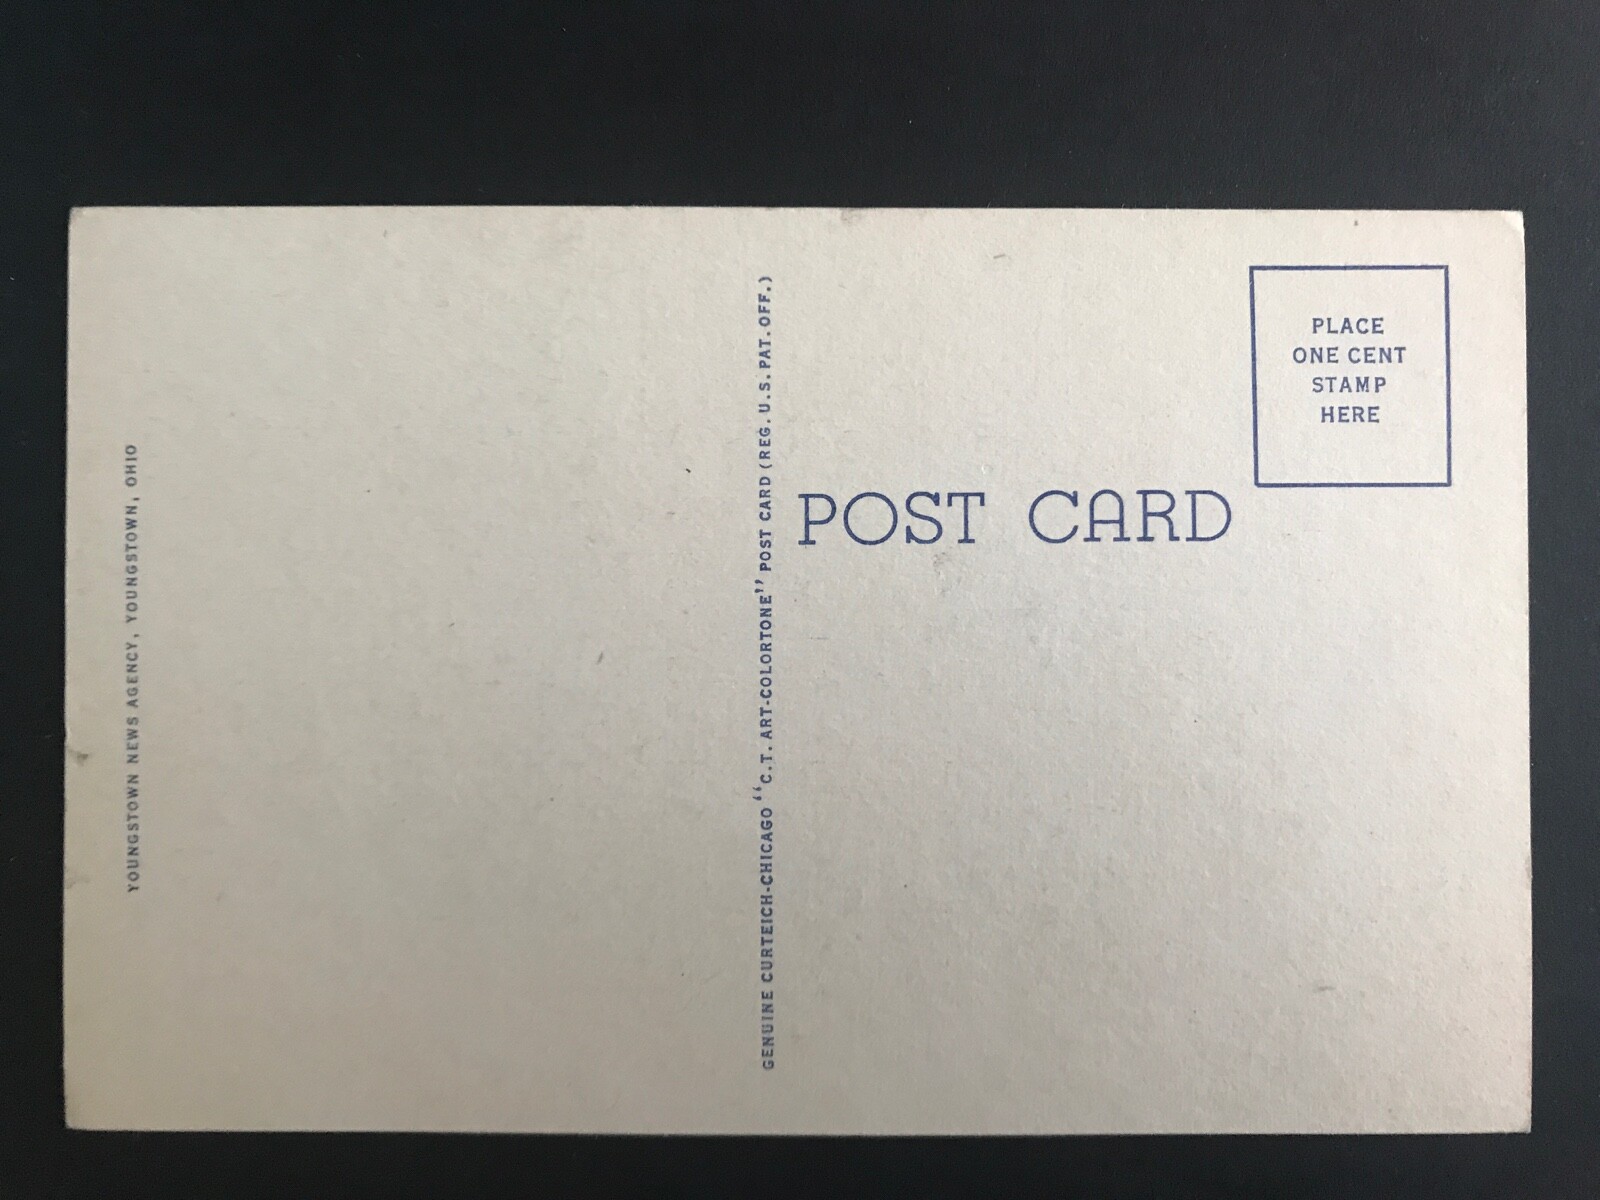 YOUNGSTOWN NEWS AGENCY, YOUNGSTOWN, OHIO
GENUINE CURTEICH-CHICAGO “C.T. ART-COLORTONE” POST CARD (REG. U.S. PAT. OFF.)
POST CARD
PLACE
ONE CENT
STAMP
HERE